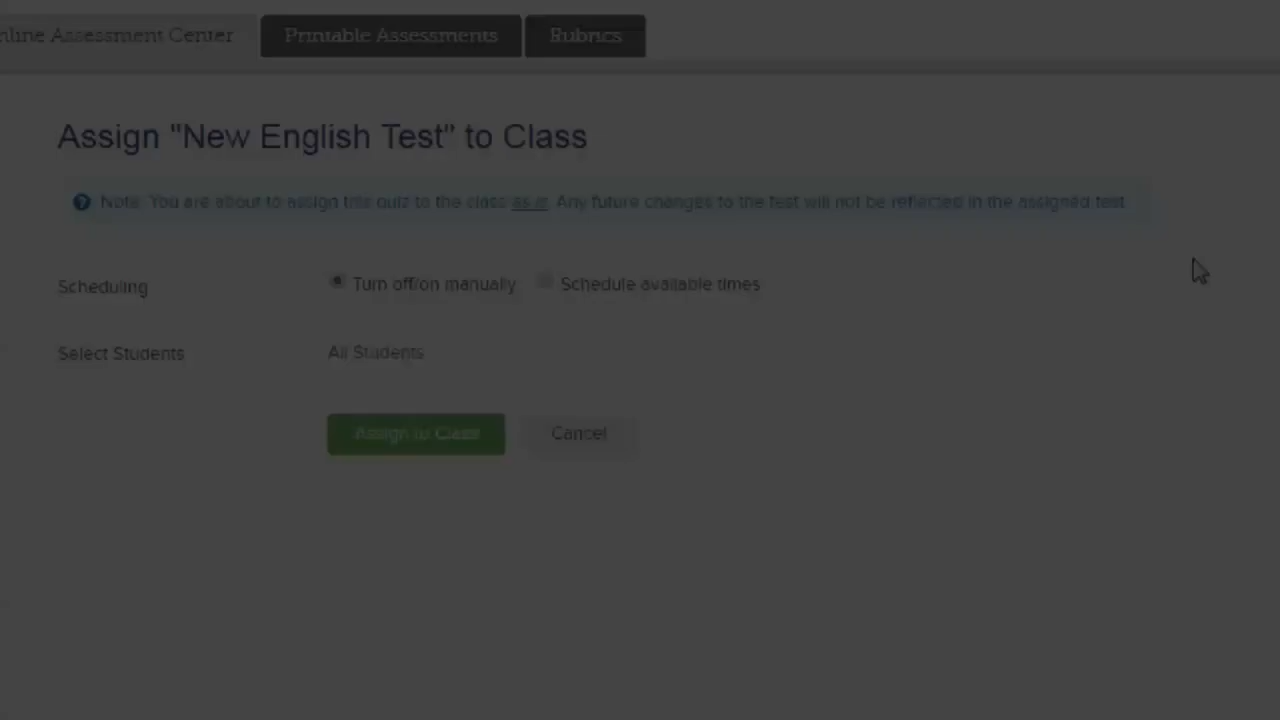 nline Assessment Center Printable Assessments Rubrics
Assign "New English Test" to Class
Note: You are about to assign this quiz to the class as is. Any future changes to the test will not be reflected in the assigned test.
Scheduling Turn off/on manually Schedule available times
Select Students All Students
Assign to Class Cancel